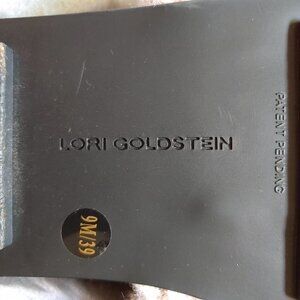 LORI GOLDSTEIN
PATENT PENDING
9M/39